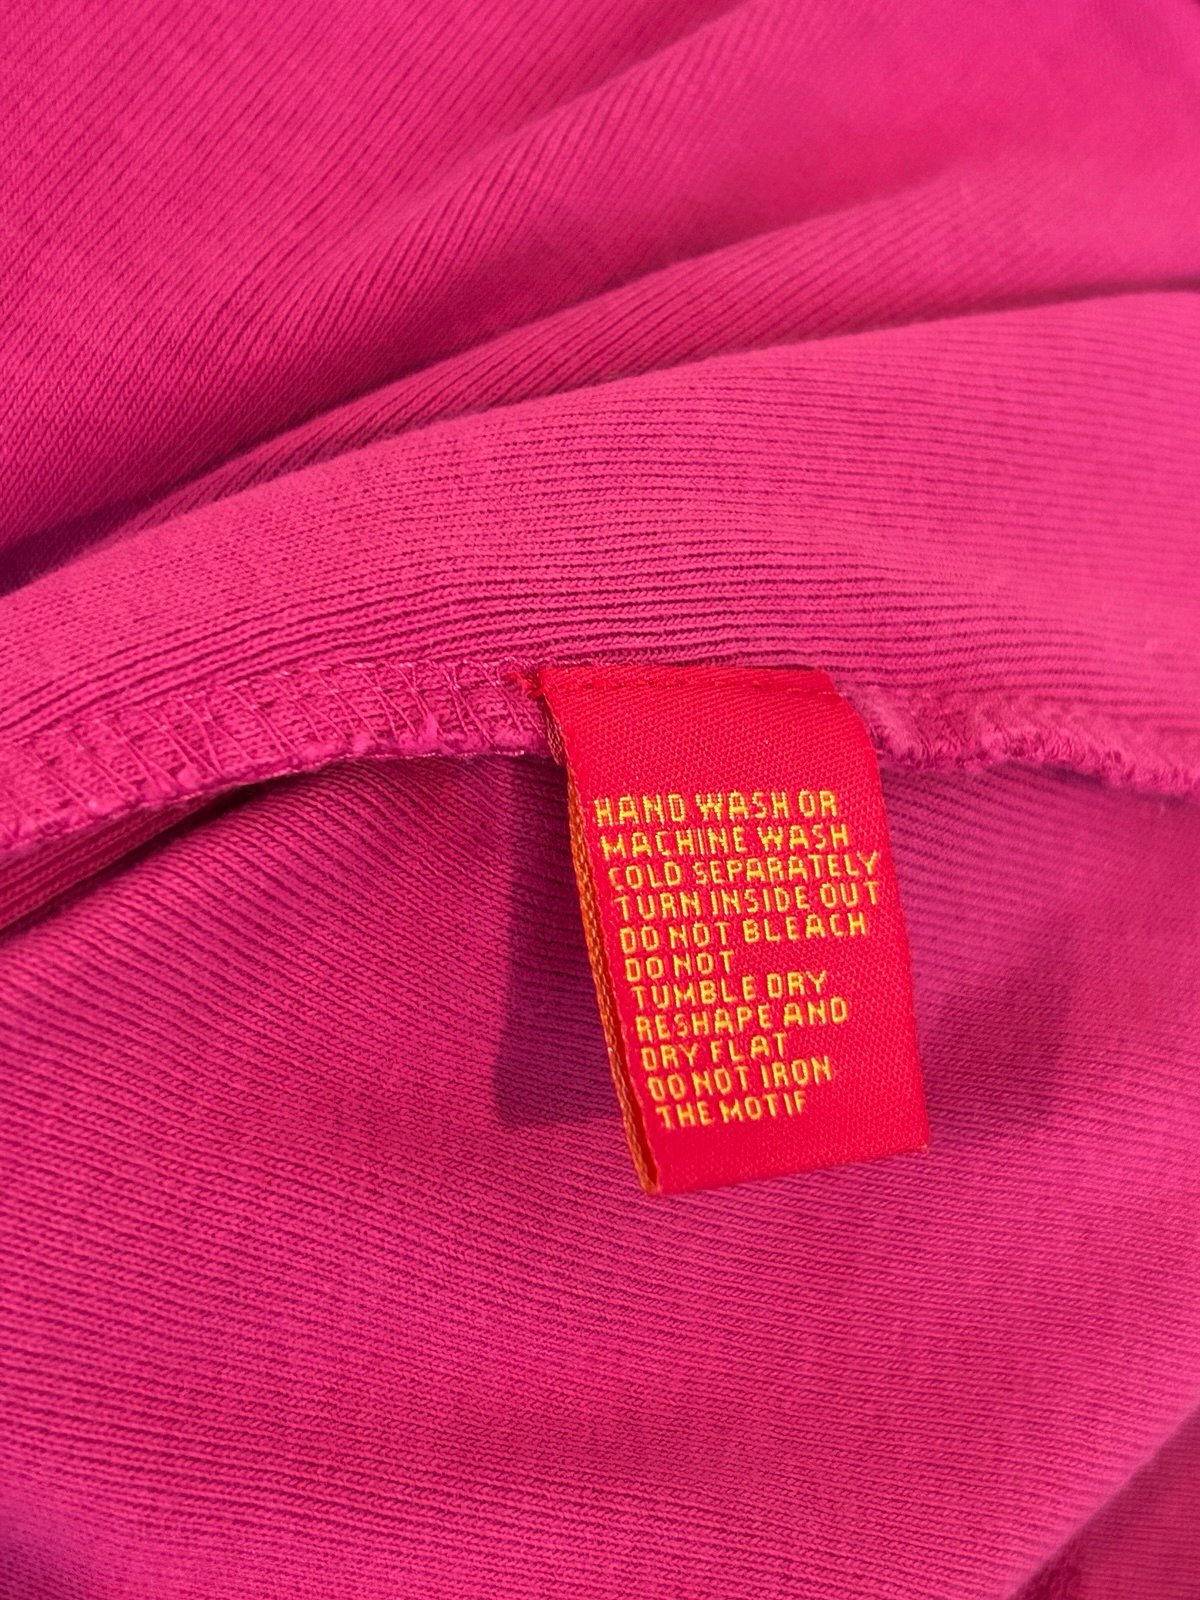 HAND WASH OR
MACHINE WASH
COLD SEPARATELY
TURN INSIDE OUT
DO NOT BLEACH
DO NOT
TUMBLE DRY
RESHAPE AND
DRY FLAT
DO NOT IRON
THE MOTIF